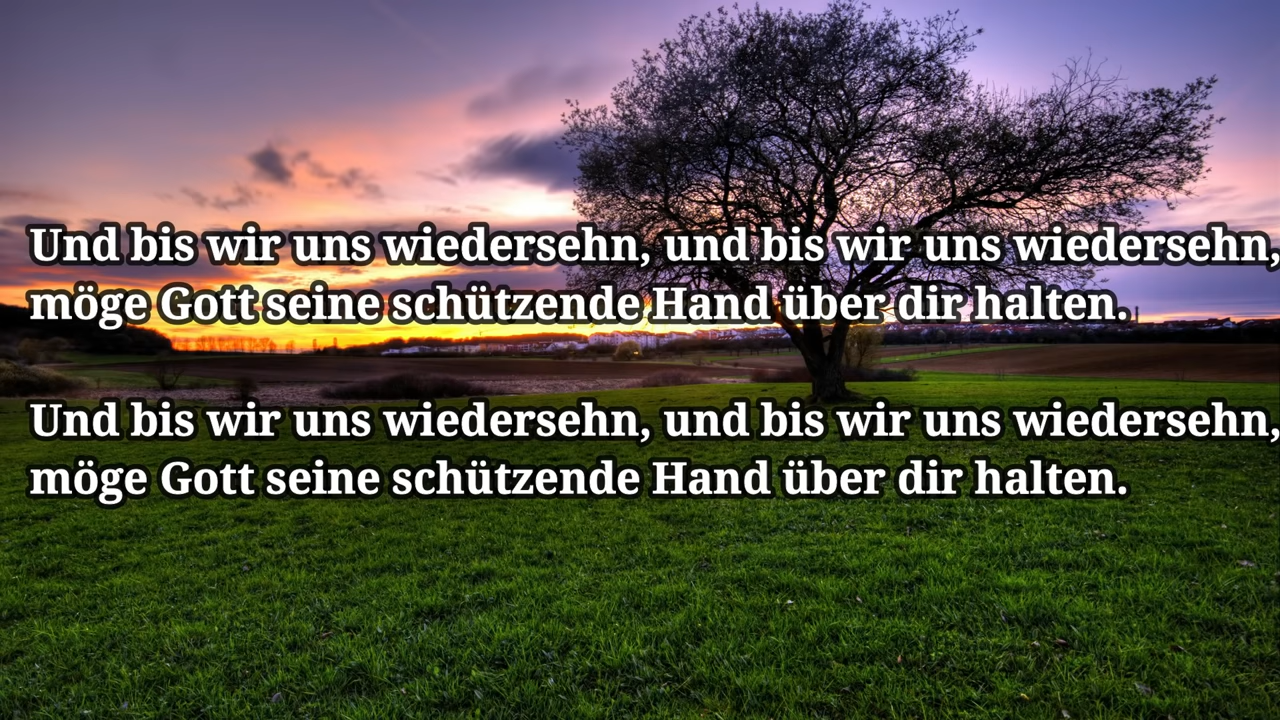 Und bis wir uns wiedersehn, und bis wir uns wiedersehn,
möge Gott seine schützende Hand über dir halten.
Und bis wir uns wiedersehn, und bis wir uns wiedersehn,
möge Gott seine schützende Hand über dir halten.